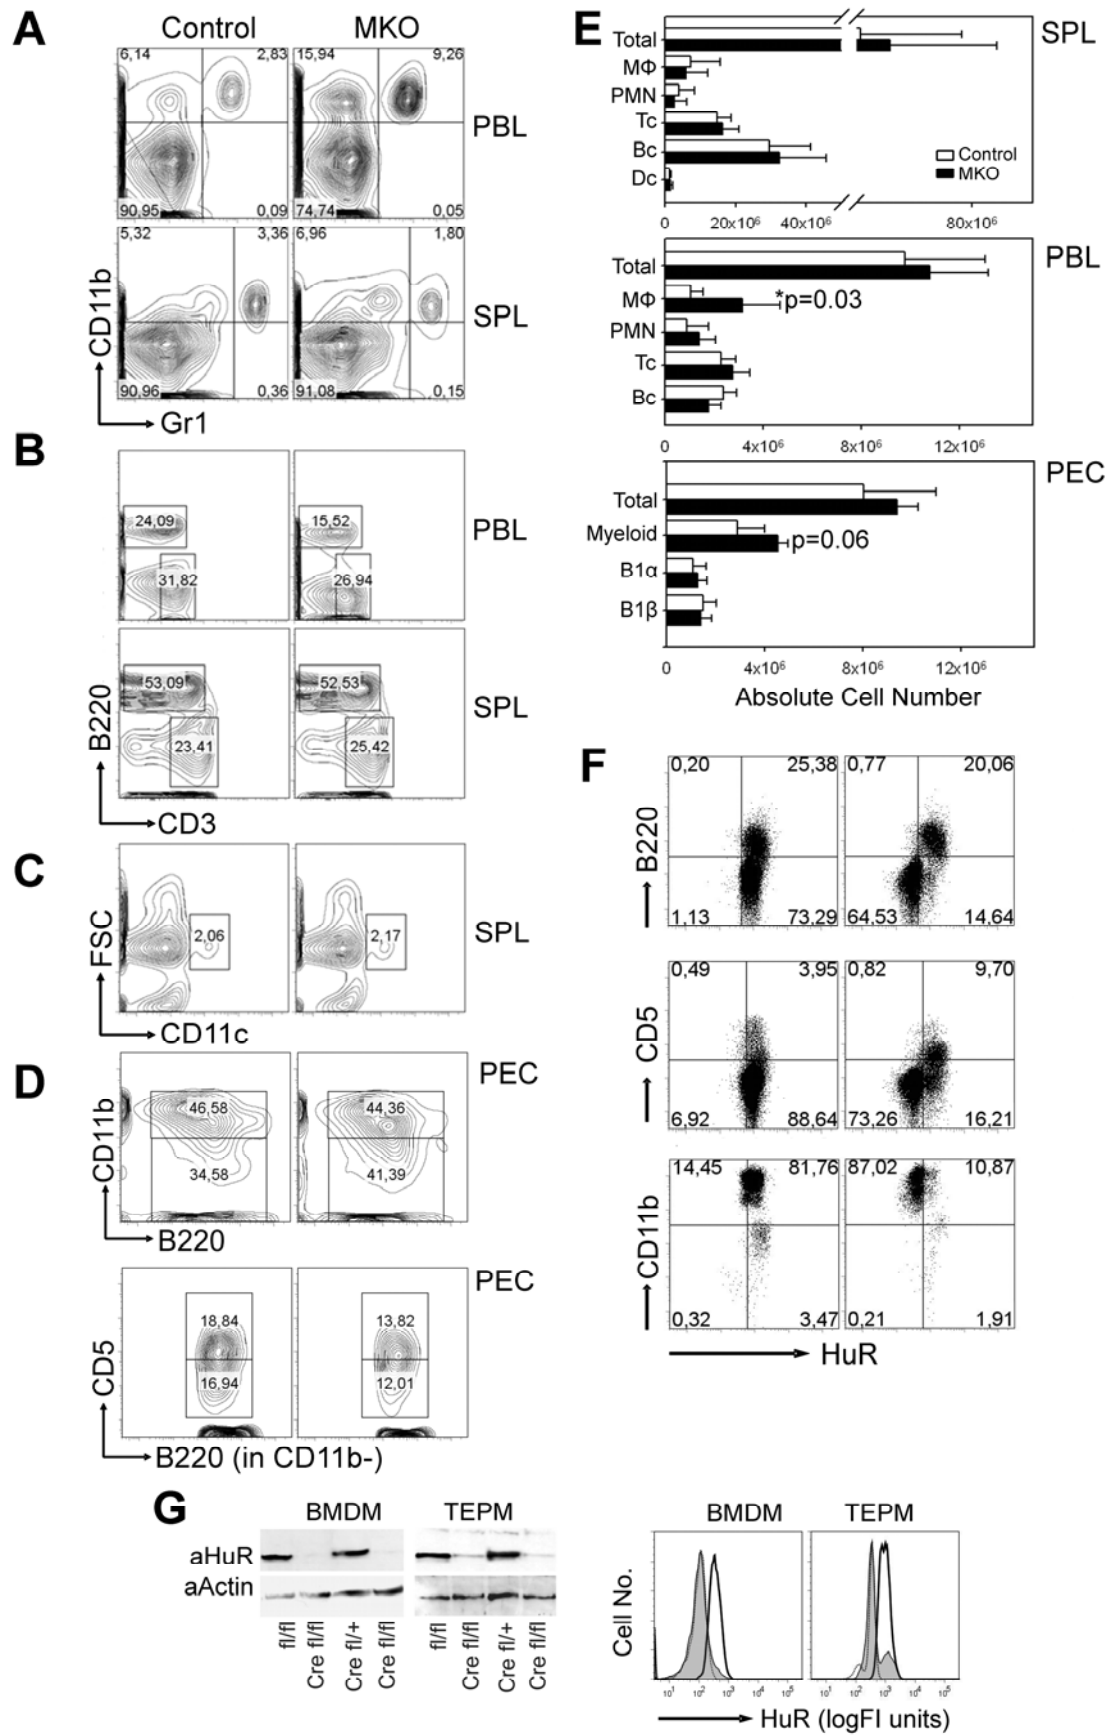 A
Control MKO
6,14 2,83 15,94 9,26
PBL
90,95 0,09 74,74 0,05
5,32 3,36 6,96 1,80
SPL
90,96 0,36 91,08 0,15
CD11b
Gr1
B
24,09 15,52
PBL
31,82 26,94
53,09 52,53
SPL
23,41 25,42
B220
CD3
C
2,06 2,17
SPL
FSC
CD11c
D
PEC
46,58 44,36
34,58 41,39
CD11b
B220
PEC
18,84 13,82
16,94 12,01
CD5
B220 (in CD11b-)
E
SPL
Total
MΦ
PMN
Tc
Bc
Dc
Control
MKO
0 20x10⁶ 40x10⁶ 80x10⁶
PBL
Total
MΦ
*p=0.03
PMN
Tc
Bc
0 4x10⁶ 8x10⁶ 12x10⁶
PEC
Total
Myeloid
p=0.06
B1α
B1β
0 4x10⁶ 8x10⁶ 12x10⁶
Absolute Cell Number
F
0,20 25,38 0,77 20,06
B220
1,13 73,29 64,53 14,64
0,49 3,95 0,82 9,70
CD5
6,92 88,64 73,26 16,21
14,45 81,76 87,02 10,87
CD11b
0,32 3,47 0,21 1,91
HuR
G
BMDM TEPM
aHuR
aActin
fl/fl
Cre fl/fl
Cre fl/+
Cre fl/fl
fl/fl
Cre fl/fl
Cre fl/+
Cre fl/fl
BMDM TEPM
Cell No.
10¹ 10² 10³ 10⁴ 10⁵ 10¹ 10² 10³ 10⁴ 10⁵
HuR (logFI units)